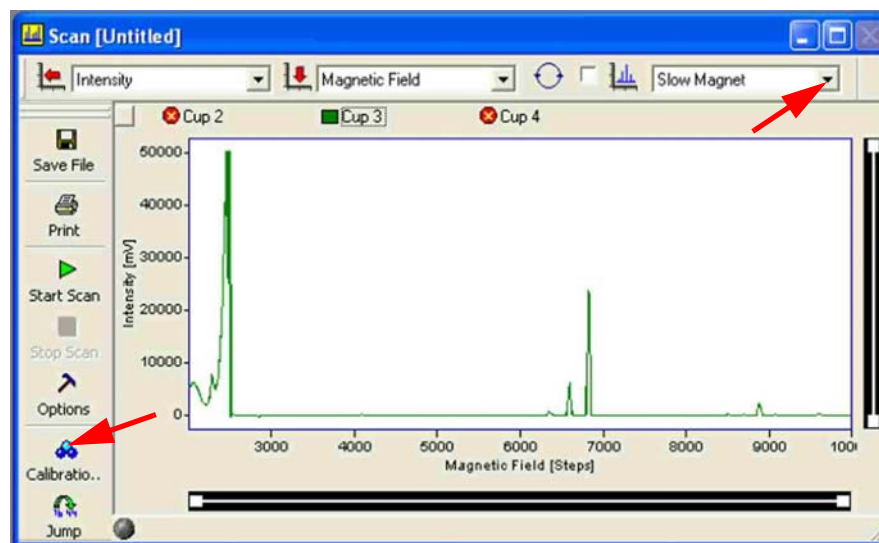 Scan [Untitled]
Intensity Magnetic Field Slow Magnet
Cup 2 Cup 3 Cup 4
Save File
Print
Start Scan
Stop Scan
Options
Calibratio..
Jump
Intensity [mV]
50000
40000
30000
20000
10000
0
3000 4000 5000 6000 7000 8000 9000 1000
Magnetic Field [Steps]